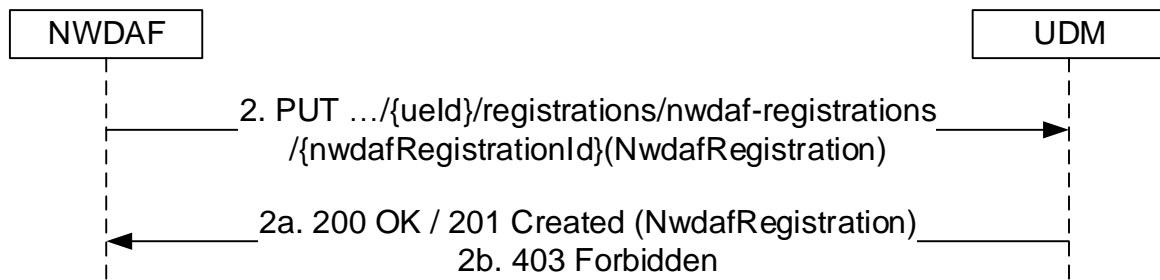 NWDAF
UDM
2. PUT …/{ueId}/registrations/nwdaf-registrations
/{nwdafRegistrationId}(NwdafRegistration)
2a. 200 OK / 201 Created (NwdafRegistration)
2b. 403 Forbidden